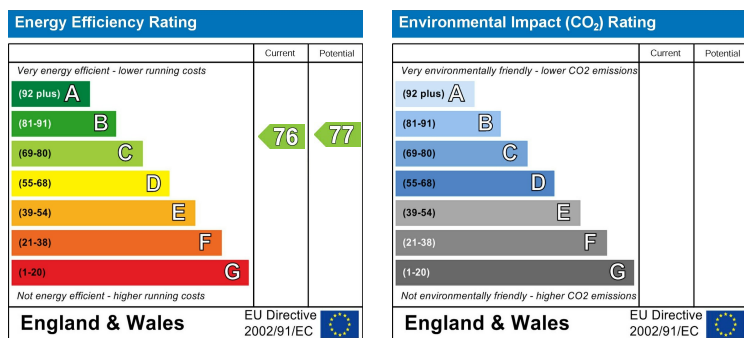 Energy Efficiency Rating
Current Potential
Very energy efficient - lower running costs
(92 plus) A
(81-91) B
(69-80) C
(55-68) D
(39-54) E
(21-38) F
(1-20) G
76 77
Not energy efficient - higher running costs
England & Wales
EU Directive
2002/91/EC
Environmental Impact (CO₂) Rating
Current Potential
Very environmentally friendly - lower CO2 emissions
(92 plus) A
(81-91) B
(69-80) C
(55-68) D
(39-54) E
(21-38) F
(1-20) G
Not environmentally friendly - higher CO2 emissions
England & Wales
EU Directive
2002/91/EC